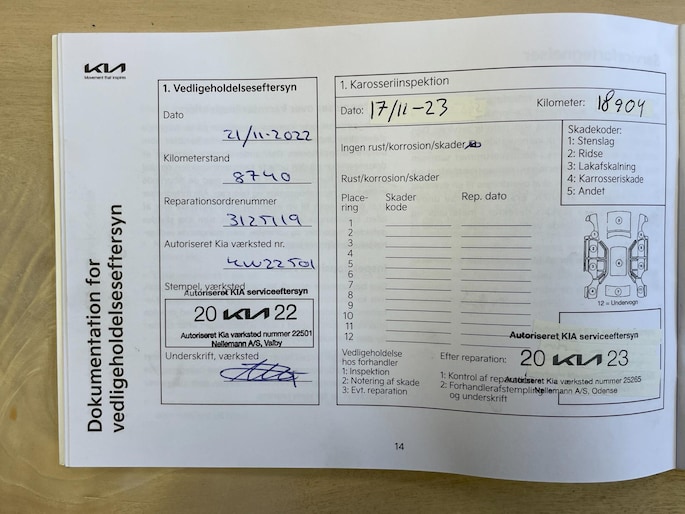 KIA
Movement that inspires
Dokumentation for
vedligeholdelseseftersyn
1. Vedligeholdelseseftersyn
Dato
21/11-2022
Kilometerstand
8740
Reparationsordrenummer
3125119
Autoriseret Kia værksted nr.
KW22501
Stempel, værksted
Autoriseret KIA serviceeftersyn
20 KIA 22
Autoriseret Kia værksted nummer 22501
Nellemann A/S, Valby
Underskrift, værksted
1. Karosseriinspektion
Dato: 17/11-23 Kilometer: 18904
Ingen rust/korrosion/skader
Rust/korrosion/skader
Skadekoder:
1: Stenslag
2: Ridse
3: Lakafskalning
4: Karrosseriskade
5: Andet
Place-
ring
Skader
kode
Rep. dato
1
2
3
4
5
6
7
8
9
10
11
12
12 = Undervogn
Vedligeholdelse
hos forhandler
1: Inspektion
2: Notering af skade
3: Evt. reparation
Efter reparation:
1: Kontrol af reparation
2: Forhandlerafstempling
og underskrift
Autoriseret KIA serviceeftersyn
20 KIA 23
Autoriseret Kia værksted nummer 25265
Nellemann A/S, Odense
14